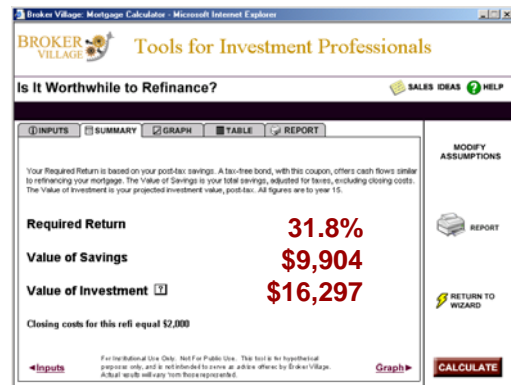 Broker Village: Mortgage Calculator - Microsoft Internet Explorer
BROKER VILLAGE
Tools for Investment Professionals
Is It Worthwhile to Refinance?
SALES IDEAS ? HELP
① INPUTS SUMMARY GRAPH TABLE REPORT
MODIFY
ASSUMPTIONS
Your Required Return is based on your post-tax savings. A tax-free bond, with this coupon, offers cash flows similar
to refinancing your mortgage. The Value of Savings is your total savings, adjusted for taxes, excluding closing costs.
The Value of Investment is your projected investment value, post-tax. All figures are to year 15.
Required Return 31.8%
REPORT
Value of Savings $9,904
Value of Investment ? $16,297
RETURN TO
WIZARD
Closing costs for this refi equal $2,000
For Institutional Use Only. Not For Public Use. This tool is for hypothetical
purposes only, and is not intended to serve as advice offered by Broker Village.
Actual results will vary from those represented.
◄Inputs
Graph►
CALCULATE